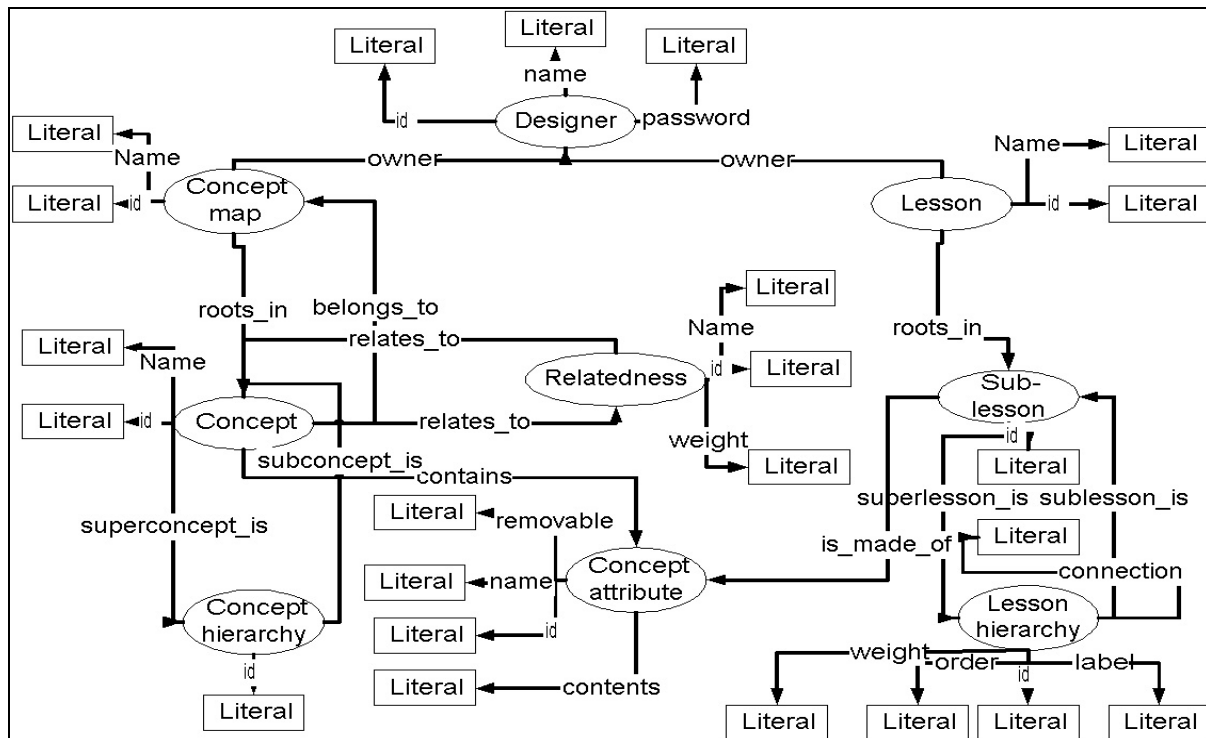 Literal
Literal
Literal
name
id
Designer
password
Literal
Name
owner
owner
Name
Literal
Literal
id
Concept
map
Lesson
id
Literal
roots_in
belongs_to
Literal
Name
roots_in
Literal
Name
relates_to
Literal
id
Relatedness
Sub-
lesson
Literal
id
Concept
relates_to
weight
id
subconcept_is
contains
Literal
Literal
superconcept_is
Literal
removable
superlesson_is
sublesson_is
is_made_of
Literal
connection
Literal
name
Concept
attribute
Concept
hierarchy
Literal
id
Lesson
hierarchy
id
Literal
contents
weight
order
id
label
Literal
Literal
Literal
Literal
Literal